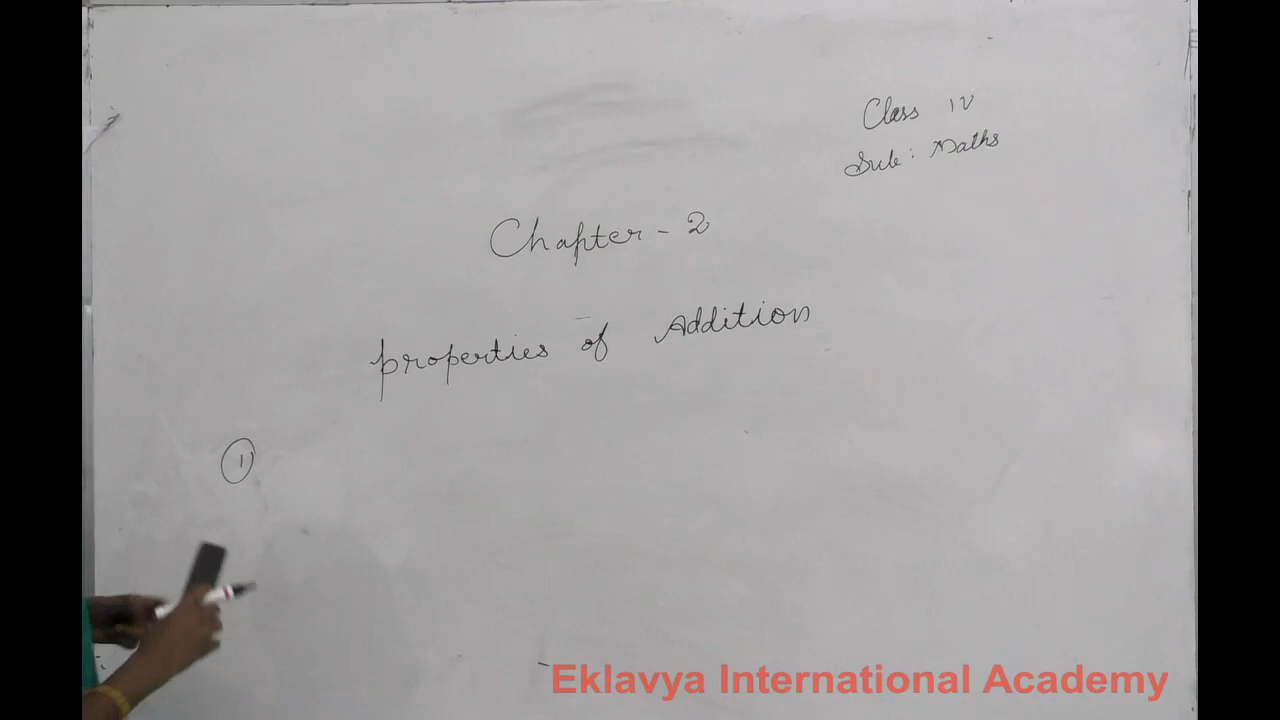 Class IV
Sub: Maths
Chapter - 2
properties of Addition
1
Eklavya International Academy